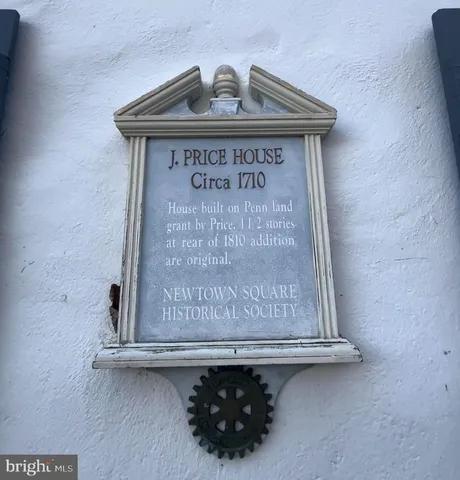 J. PRICE HOUSE
Circa 1710
House built on Penn land
grant by Price. 1 1/2 stories
at rear of 1810 addition
are original.
NEWTOWN SQUARE
HISTORICAL SOCIETY
bright MLS